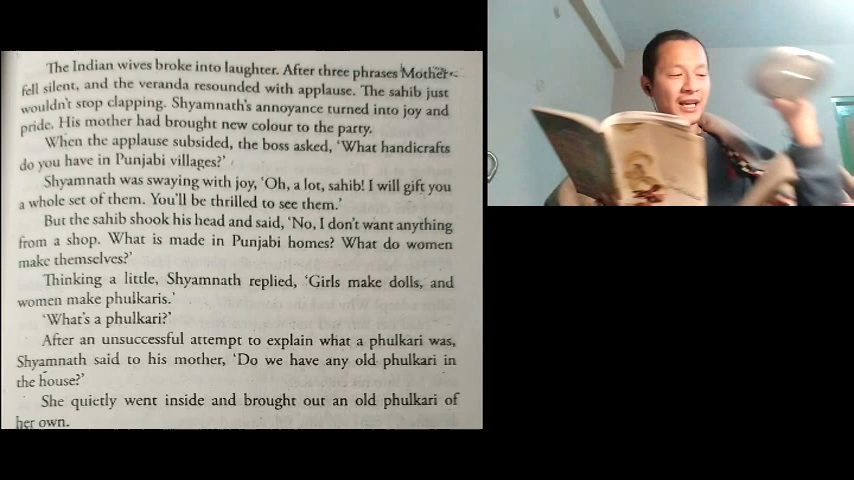 The Indian wives broke into laughter. After three phrases Mother
fell silent, and the veranda resounded with applause. The sahib just
wouldn't stop clapping. Shyamnath's annoyance turned into joy and
pride. His mother had brought new colour to the party.
When the applause subsided, the boss asked, 'What handicrafts
do you have in Punjabi villages?'
Shyamnath was swaying with joy, 'Oh, a lot, sahib! I will gift you
a whole set of them. You'll be thrilled to see them.'
But the sahib shook his head and said, 'No, I don't want anything
from a shop. What is made in Punjabi homes? What do women
make themselves?'
Thinking a little, Shyamnath replied, 'Girls make dolls, and
women make phulkaris.'
'What's a phulkari?'
After an unsuccessful attempt to explain what a phulkari was,
Shyamnath said to his mother, 'Do we have any old phulkari in
the house?'
She quietly went inside and brought out an old phulkari of
her own.